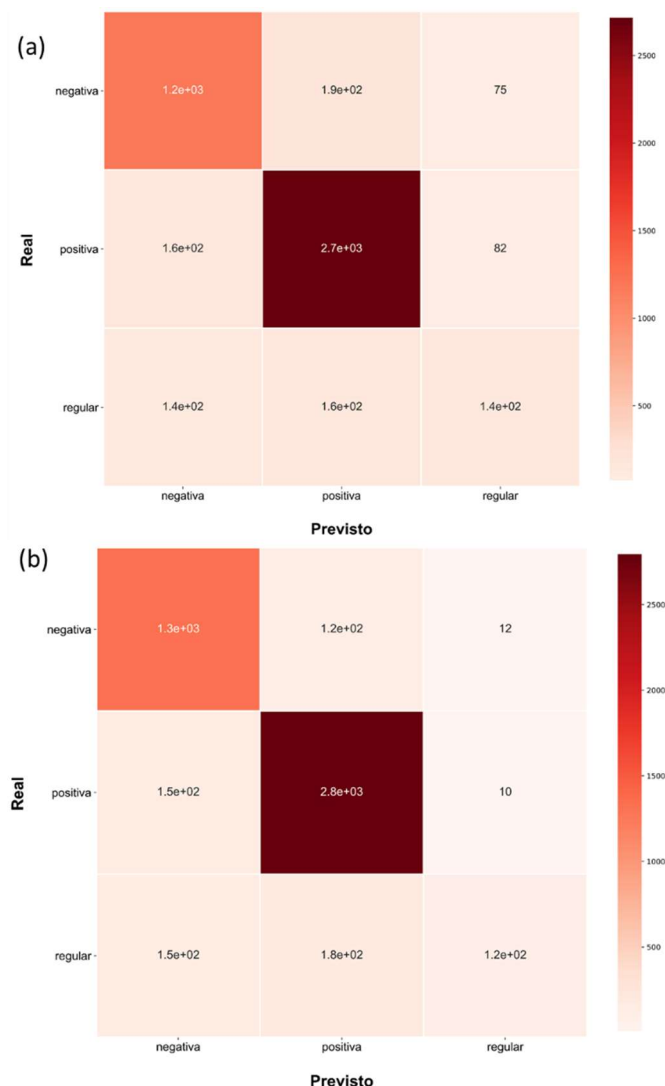 (a)
negativa 1.2e+03 1.9e+02 75
2500
2000
1500
1000
500
Real
positiva 1.6e+02 2.7e+03 82
regular 1.4e+02 1.6e+02 1.4e+02
negativa positiva regular
Previsto
(b)
negativa 1.3e+03 1.2e+02 12
2500
2000
1500
1000
500
Real
positiva 1.5e+02 2.8e+03 10
regular 1.5e+02 1.8e+02 1.2e+02
negativa positiva regular
Previsto